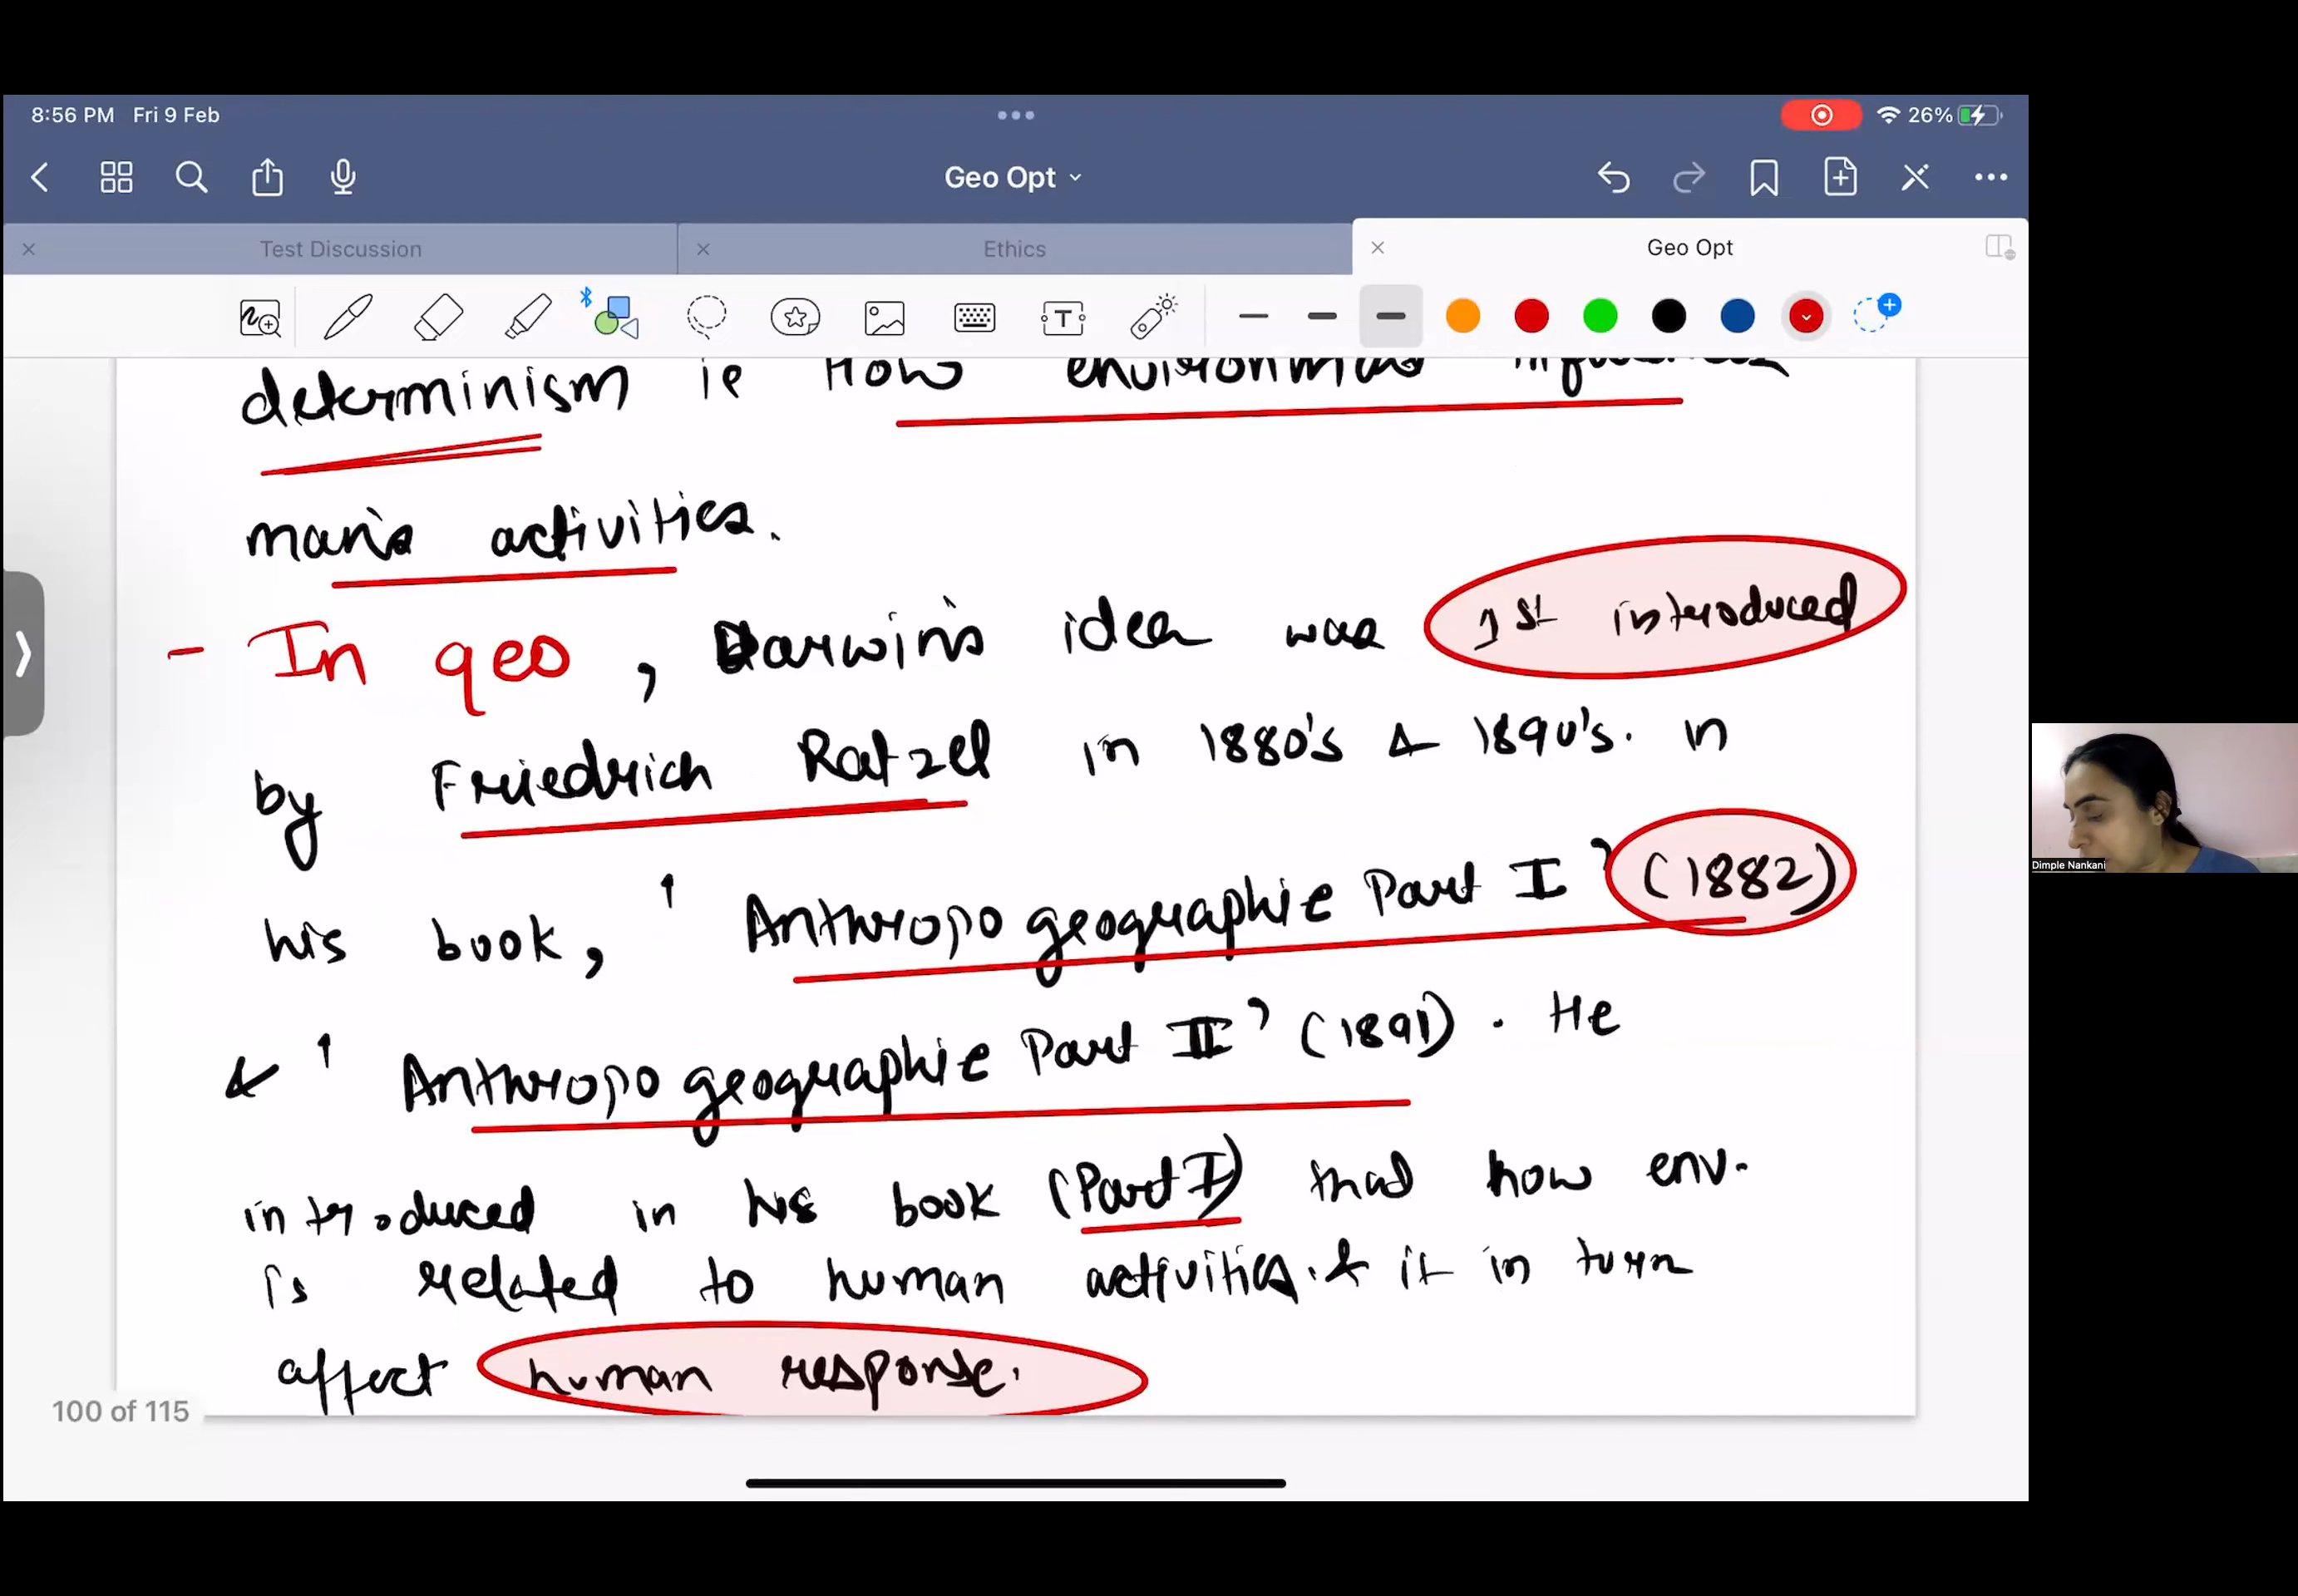 8:56 PM Fri 9 Feb
26%
Geo Opt
Test Discussion Ethics Geo Opt
determinism ie How environment influences
man's activities.
- In geo, Darwin's idea was 1st introduced
by Friedrich Ratzel in 1880's & 1890's. in
his book, ' Anthropogeographie Part I ' (1882)
& ' Anthropogeographie Part II ' (1891). He
introduced in his book (Part I) that how env.
is related to human activities. & it in turn
affect human response.
100 of 115
Dimple Nankani